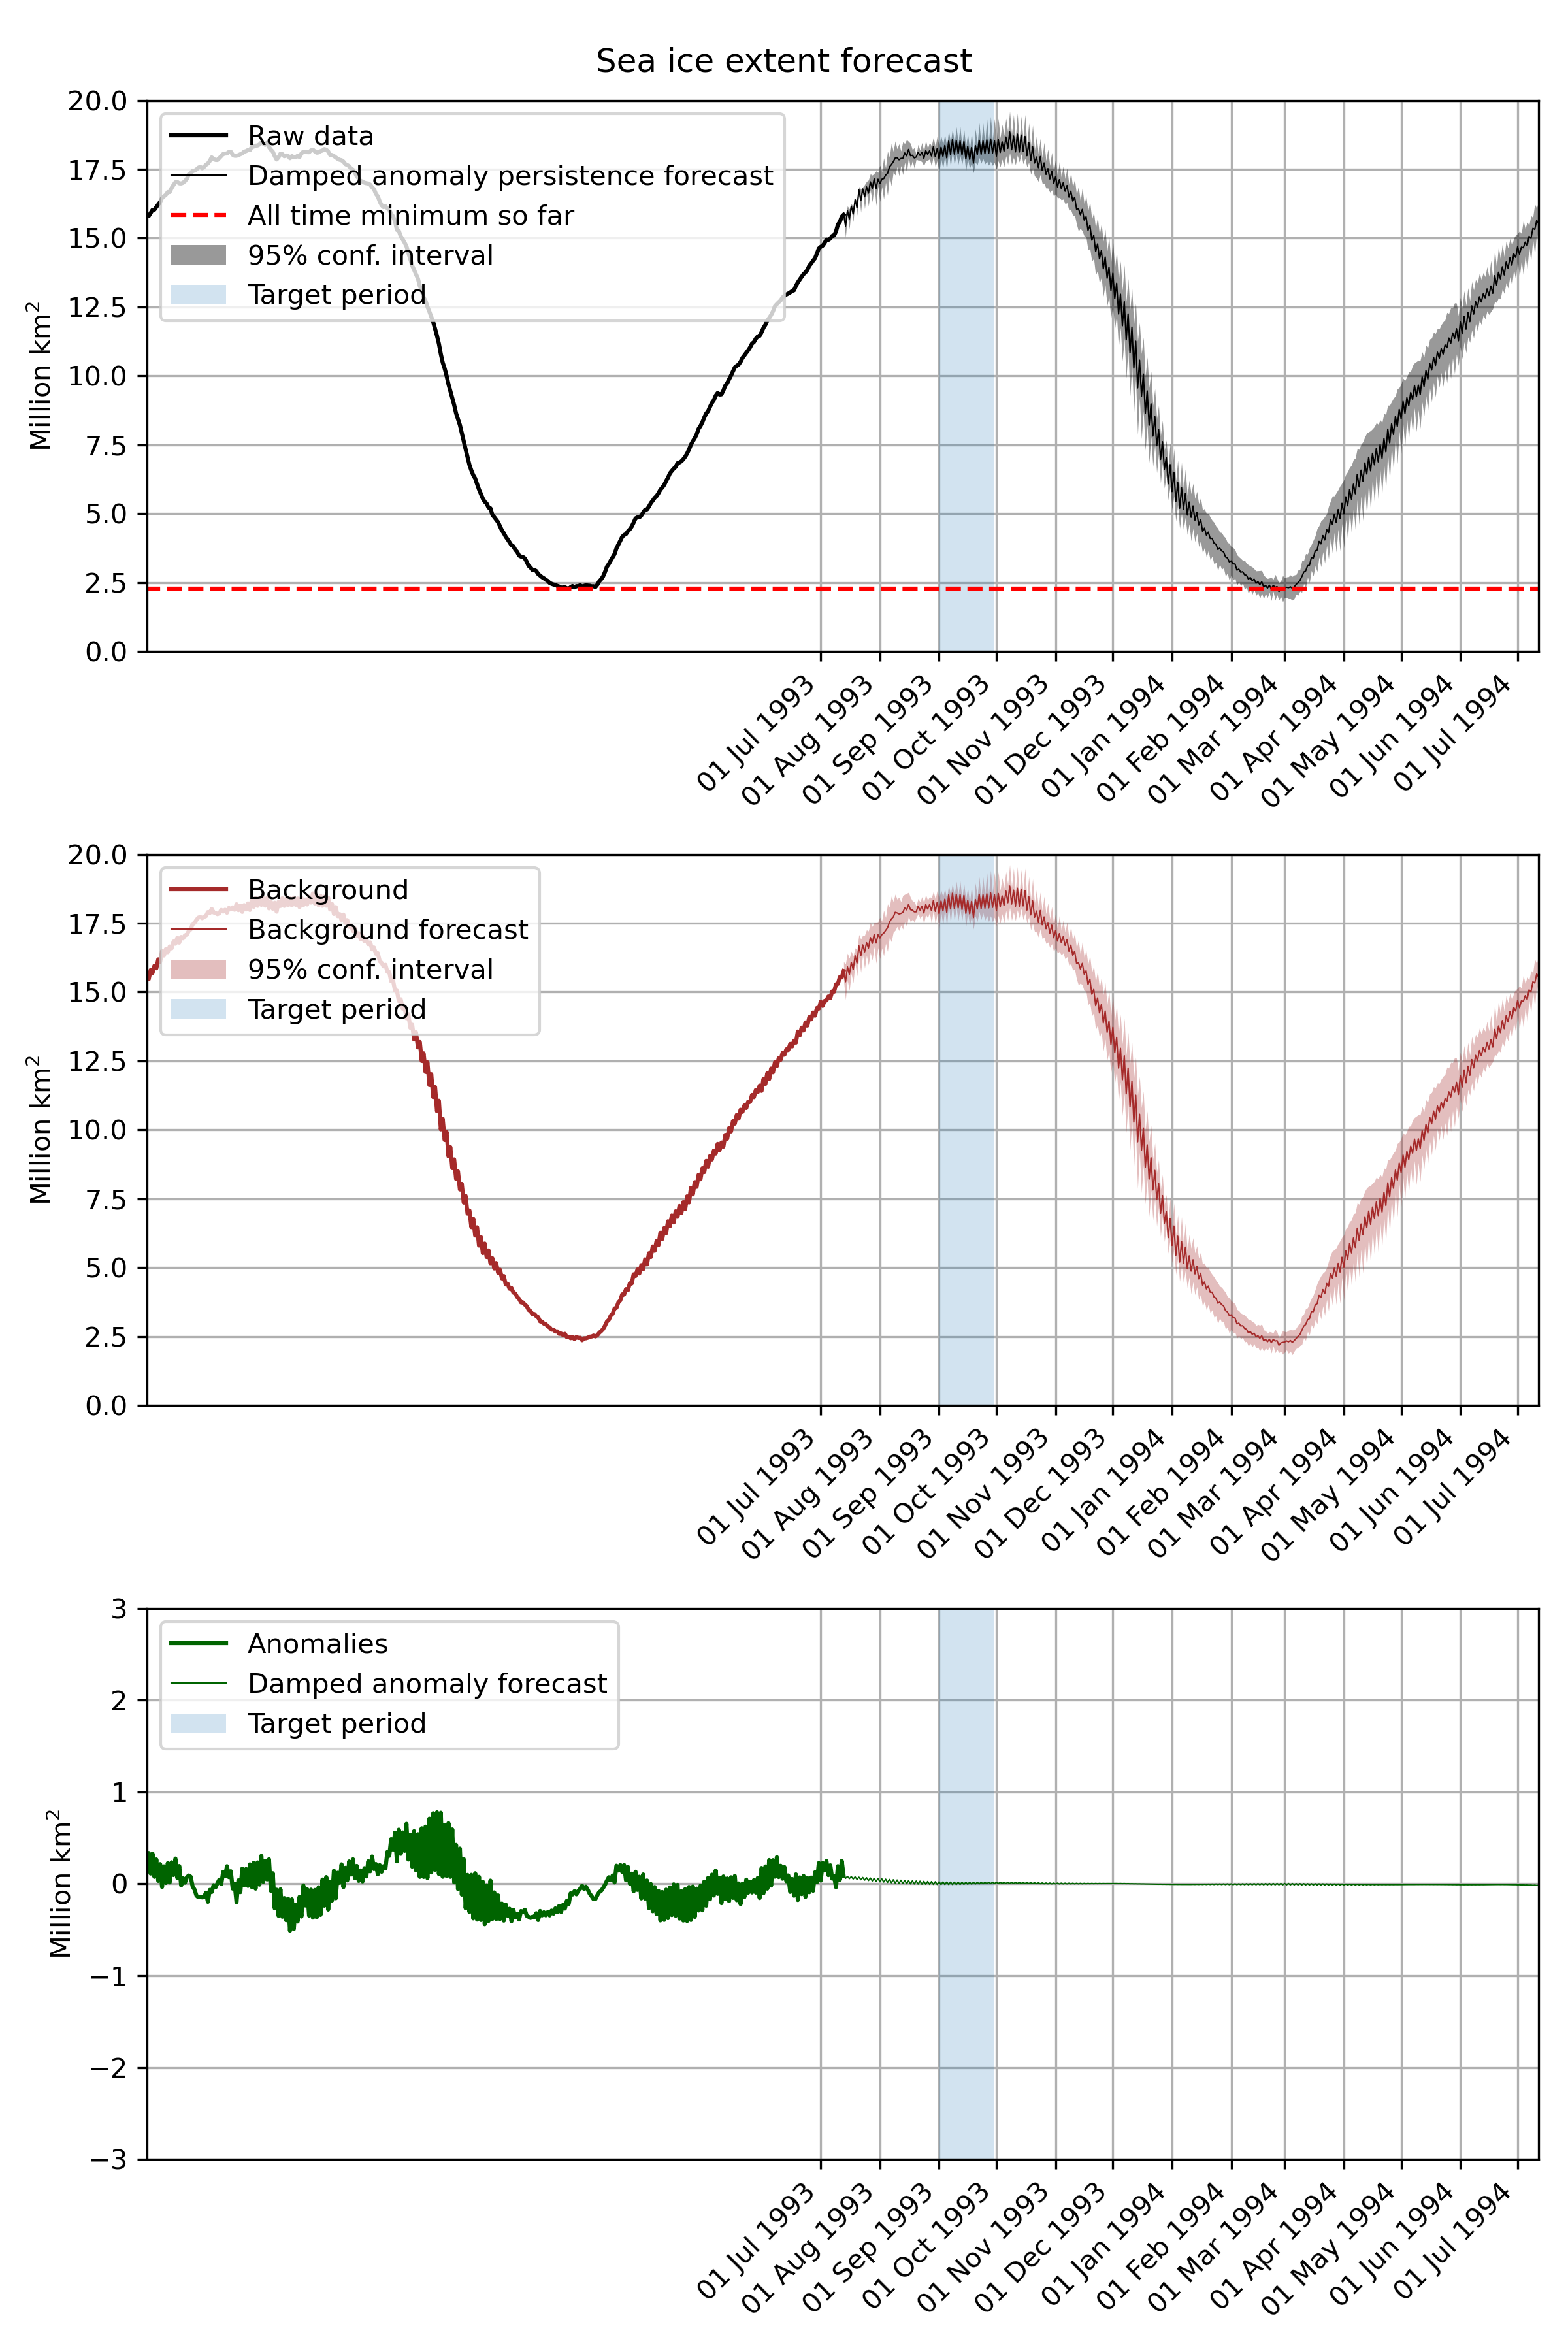 Sea ice extent forecast
20.0
17.5
15.0
12.5
10.0
7.5
5.0
2.5
0.0
Million km²
Raw data
Damped anomaly persistence forecast
All time minimum so far
95% conf. interval
Target period
01 Jul 1993
01 Aug 1993
01 Sep 1993
01 Oct 1993
01 Nov 1993
01 Dec 1993
01 Jan 1994
01 Feb 1994
01 Mar 1994
01 Apr 1994
01 May 1994
01 Jun 1994
01 Jul 1994
20.0
17.5
15.0
12.5
10.0
7.5
5.0
2.5
0.0
Million km²
Background
Background forecast
95% conf. interval
Target period
01 Jul 1993
01 Aug 1993
01 Sep 1993
01 Oct 1993
01 Nov 1993
01 Dec 1993
01 Jan 1994
01 Feb 1994
01 Mar 1994
01 Apr 1994
01 May 1994
01 Jun 1994
01 Jul 1994
3
2
1
0
−1
−2
−3
Million km²
Anomalies
Damped anomaly forecast
Target period
01 Jul 1993
01 Aug 1993
01 Sep 1993
01 Oct 1993
01 Nov 1993
01 Dec 1993
01 Jan 1994
01 Feb 1994
01 Mar 1994
01 Apr 1994
01 May 1994
01 Jun 1994
01 Jul 1994